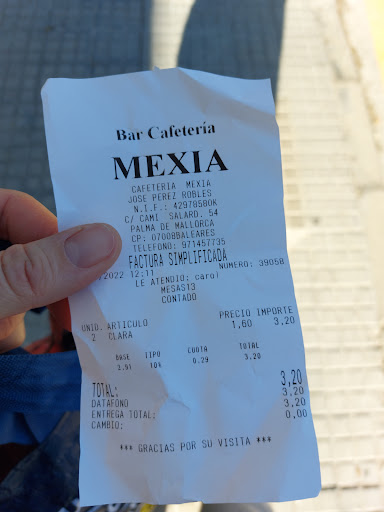 Bar Cafetería
MEXIA
CAFETERIA MEXIA
JOSE PEREZ ROBLES
N.I.F.: 42978580K
C/ CAMI SALARD. 54
PALMA DE MALLORCA
CP: 07008BALEARES
TELEFONO: 971457735
FACTURA SIMPLIFICADA
2022 12:11 NUMERO: 39058
LE ATENDIO: carol
MESAS13
CONTADO
UNID. ARTICULO PRECIO IMPORTE
2 CLARA 1,60 3,20
BASE TIPO CUOTA TOTAL
2.91 10% 0.29 3.20
TOTAL: 3,20
DATAFONO 3,20
ENTREGA TOTAL: 3,20
CAMBIO: 0,00
*** GRACIAS POR SU VISITA ***